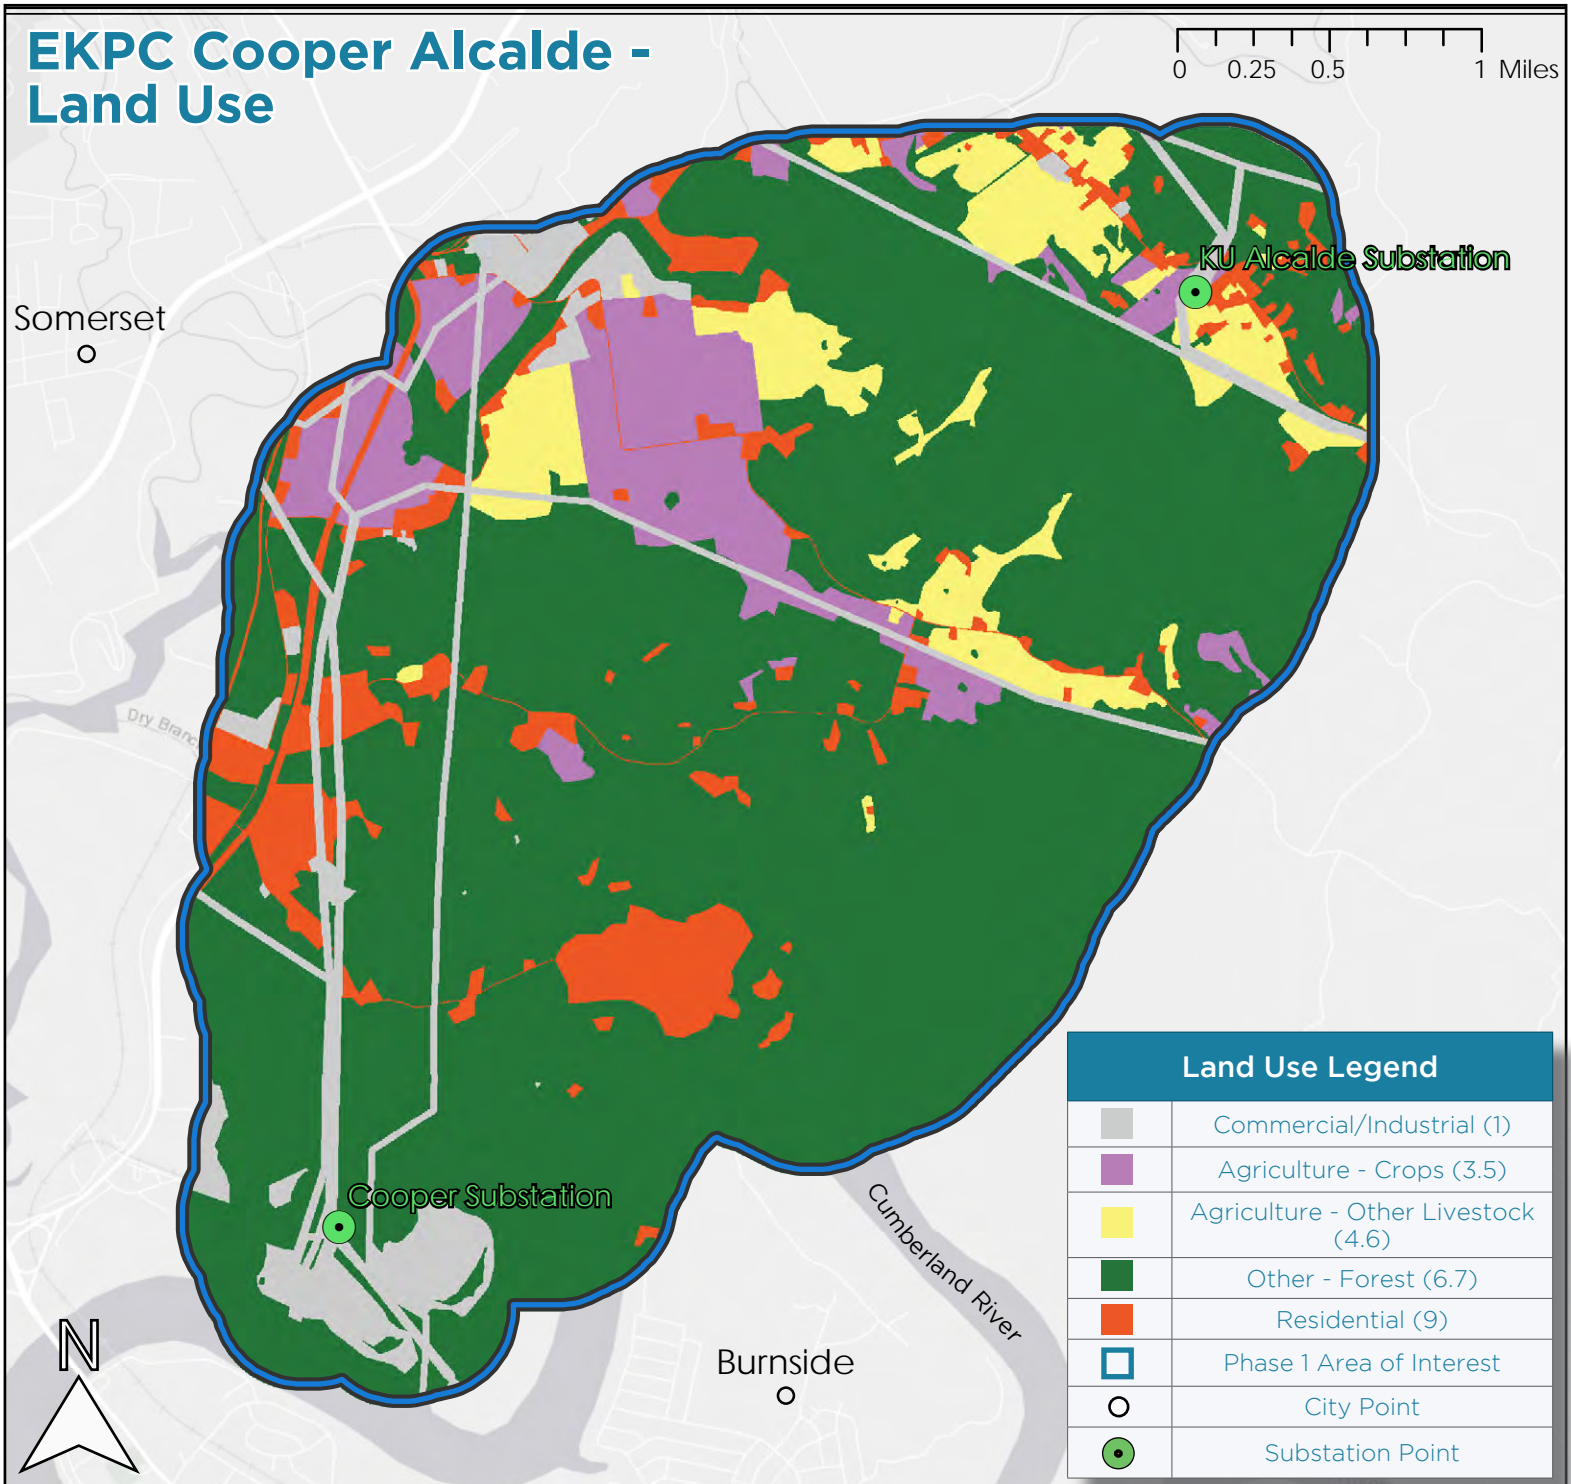 EKPC Cooper Alcalde -
Land Use
0 0.25 0.5 1 Miles
KU Alcalde Substation
Somerset
Dry Branc
Cooper Substation
Cumberland River
Burnside
N
Land Use Legend
Commercial/Industrial (1)
Agriculture - Crops (3.5)
Agriculture - Other Livestock
(4.6)
Other - Forest (6.7)
Residential (9)
Phase 1 Area of Interest
City Point
Substation Point